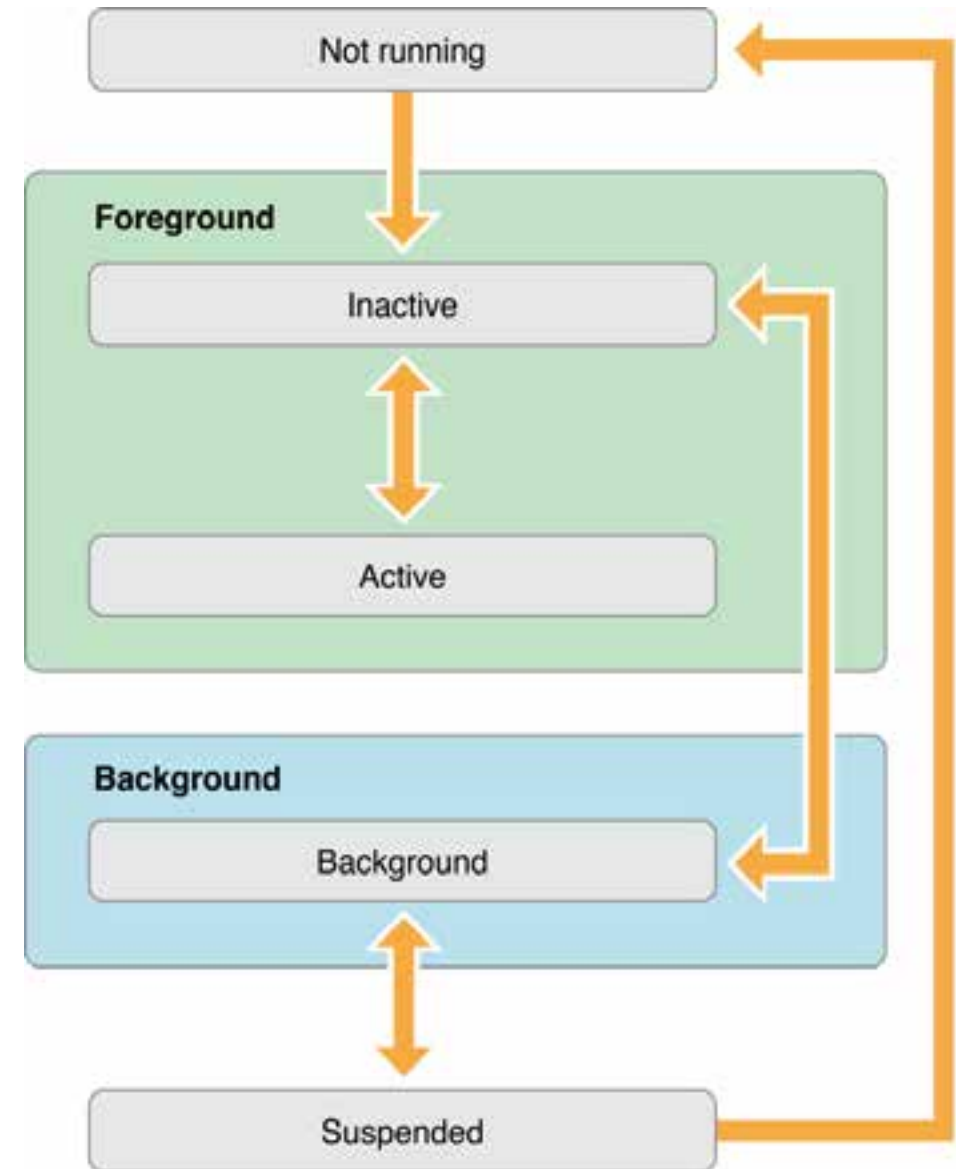 Not running
Foreground
Inactive
Active
Background
Background
Suspended